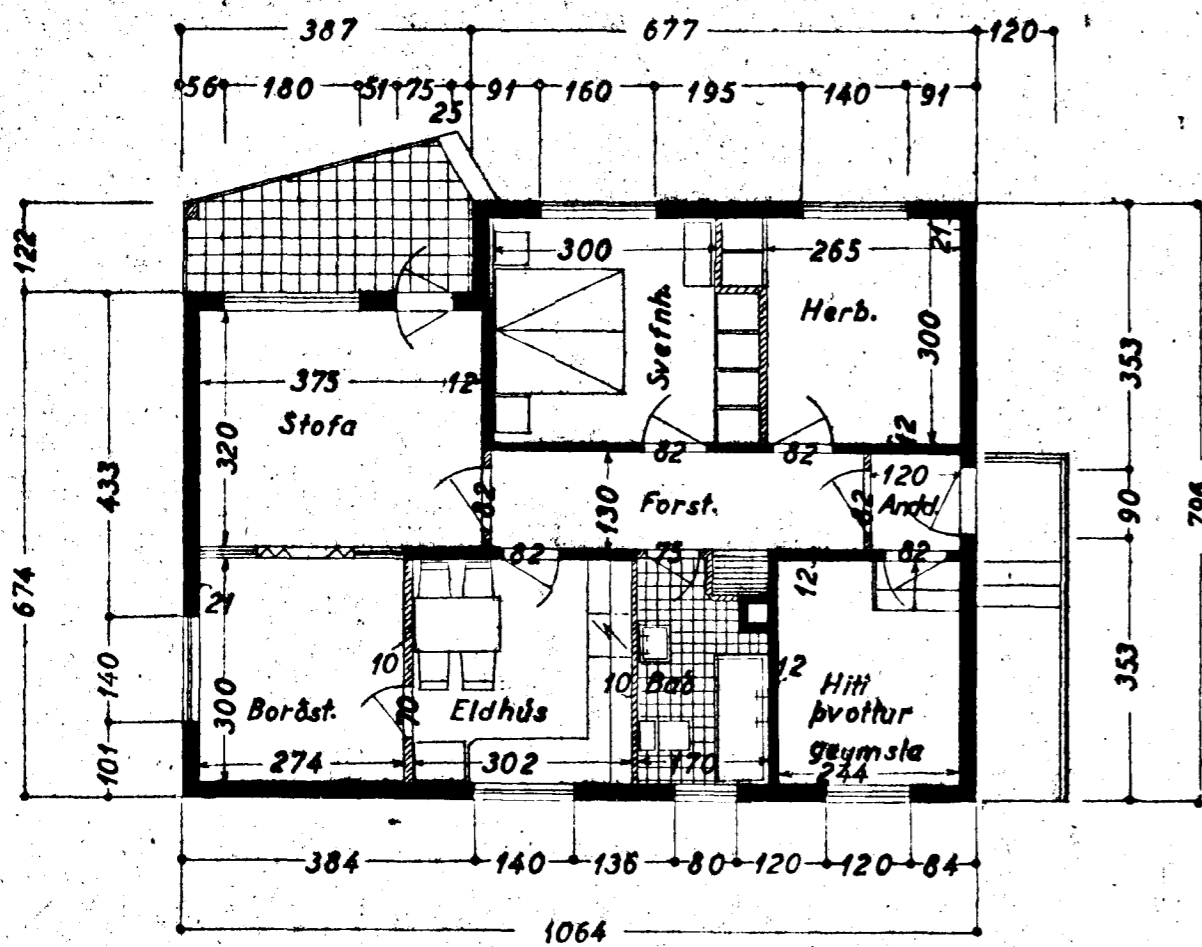 387 677 120
56 180 51 75 91 160 195 140 91
25
122
300 265 21
Svefnh. Herb.
300
353
375 12
Stofa
320
12
82 82
433
120
82 130 Forst. 82 Andd.
90
796
82 75 82
674
21
12
10
10 Bað 12
140
300
Borðst. 70 Eldhús
Hiti
þvottur
geymsla
353
101
274 302 170 244
384 140 136 80 120 120 84
1064